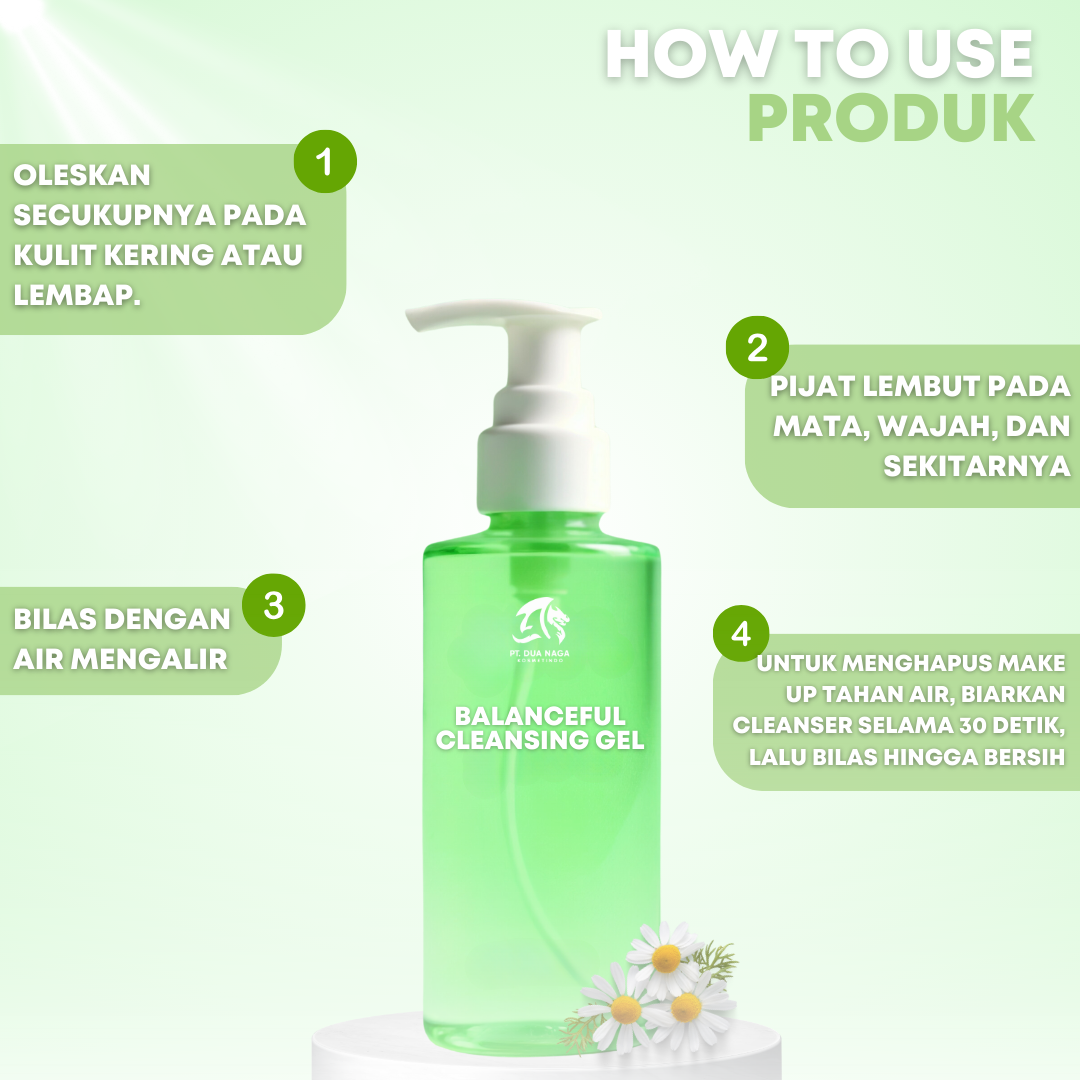 HOW TO USE
PRODUK
1
OLESKAN
SECUKUPNYA PADA
KULIT KERING ATAU
LEMBAP.
2
PIJAT LEMBUT PADA
MATA, WAJAH, DAN
SEKITARNYA
3
BILAS DENGAN
AIR MENGALIR
4
UNTUK MENGHAPUS MAKE
UP TAHAN AIR, BIARKAN
CLEANSER SELAMA 30 DETIK,
LALU BILAS HINGGA BERSIH
PT. DUA NAGA
KOSMETINDO
BALANCEFUL
CLEANSING GEL